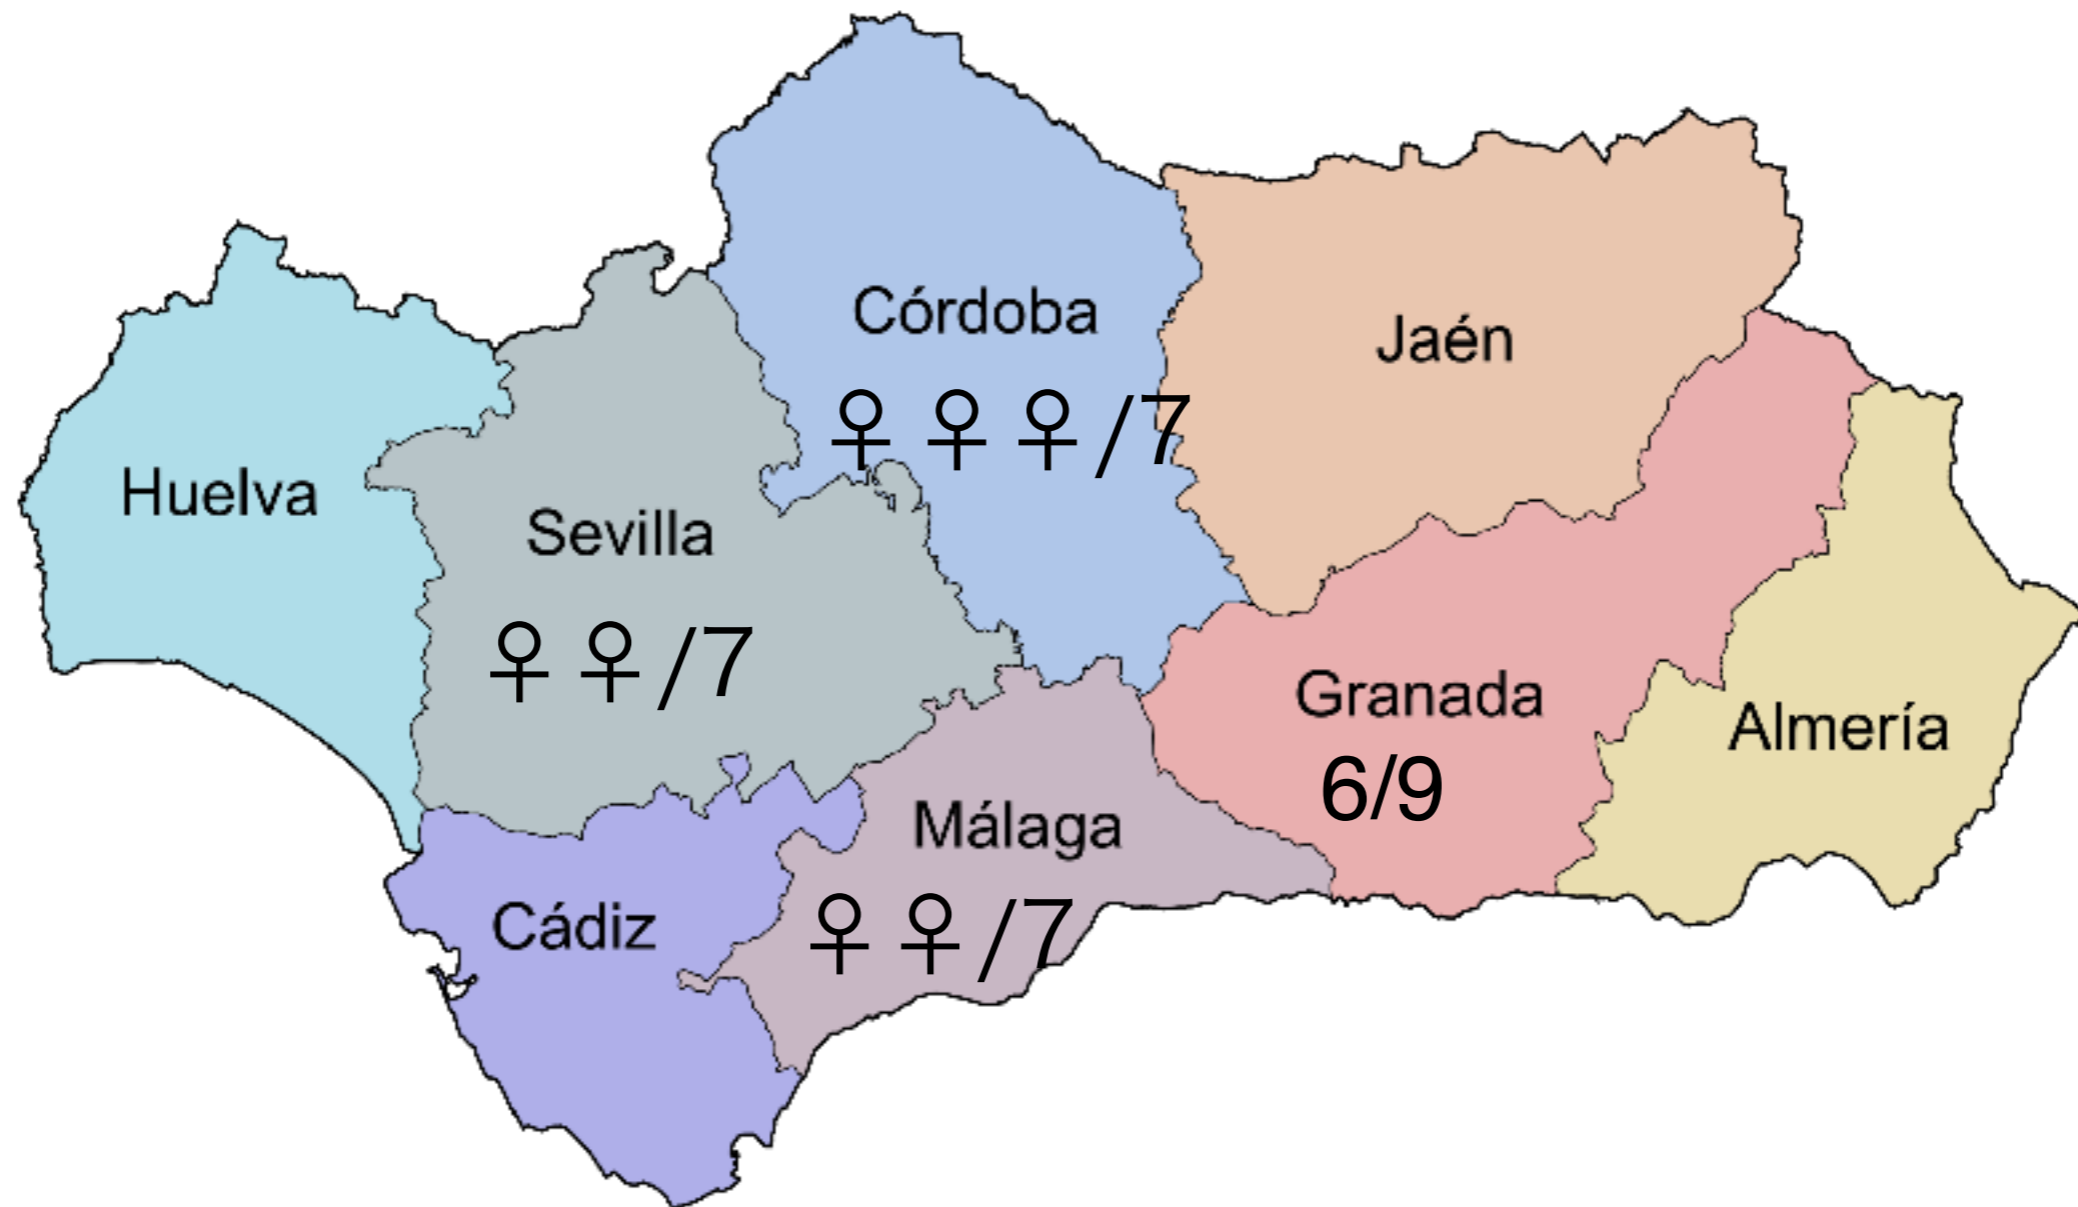 Córdoba
♀♀♀/7
Jaén
Huelva
Sevilla
♀♀/7
Granada
6/9
Almería
Málaga
♀♀/7
Cádiz